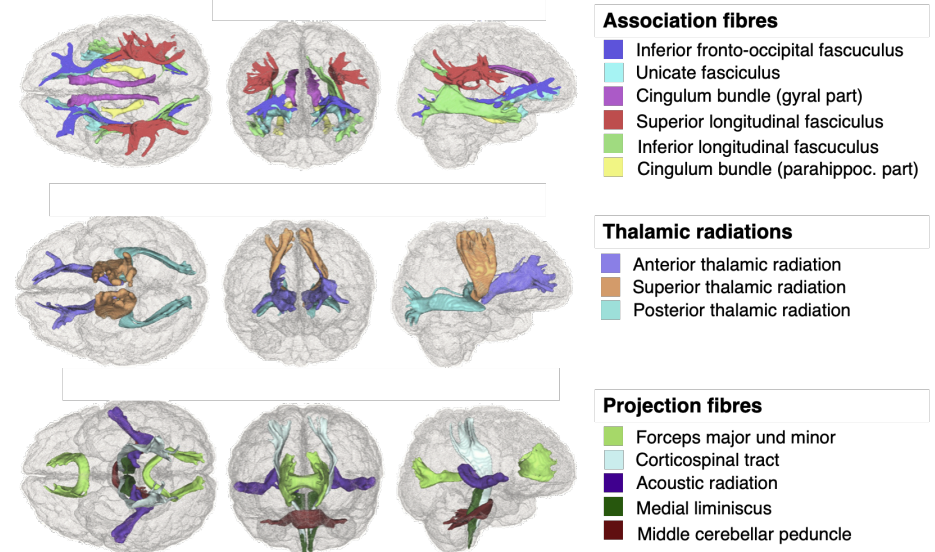 Association fibres
Inferior fronto-occipital fascuculus
Unicate fasciculus
Cingulum bundle (gyral part)
Superior longitudinal fasciculus
Inferior longitudinal fascuculus
Cingulum bundle (parahippoc. part)
Thalamic radiations
Anterior thalamic radiation
Superior thalamic radiation
Posterior thalamic radiation
Projection fibres
Forceps major und minor
Corticospinal tract
Acoustic radiation
Medial liminiscus
Middle cerebellar peduncle